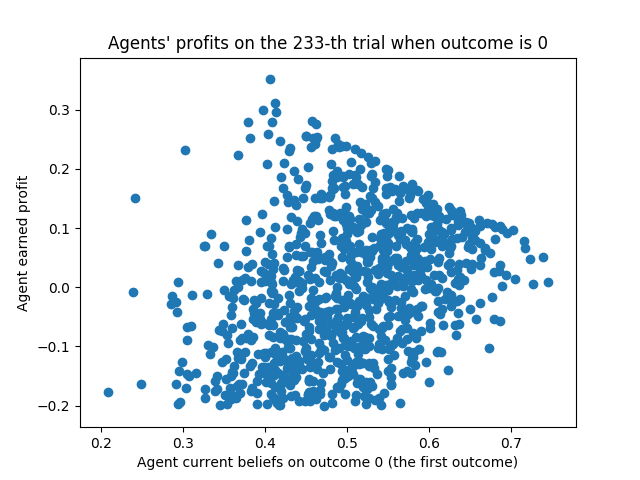 Agents' profits on the 233-th trial when outcome is 0
Agent earned profit
0.3
0.2
0.1
0.0
−0.1
−0.2
0.2 0.3 0.4 0.5 0.6 0.7
Agent current beliefs on outcome 0 (the first outcome)